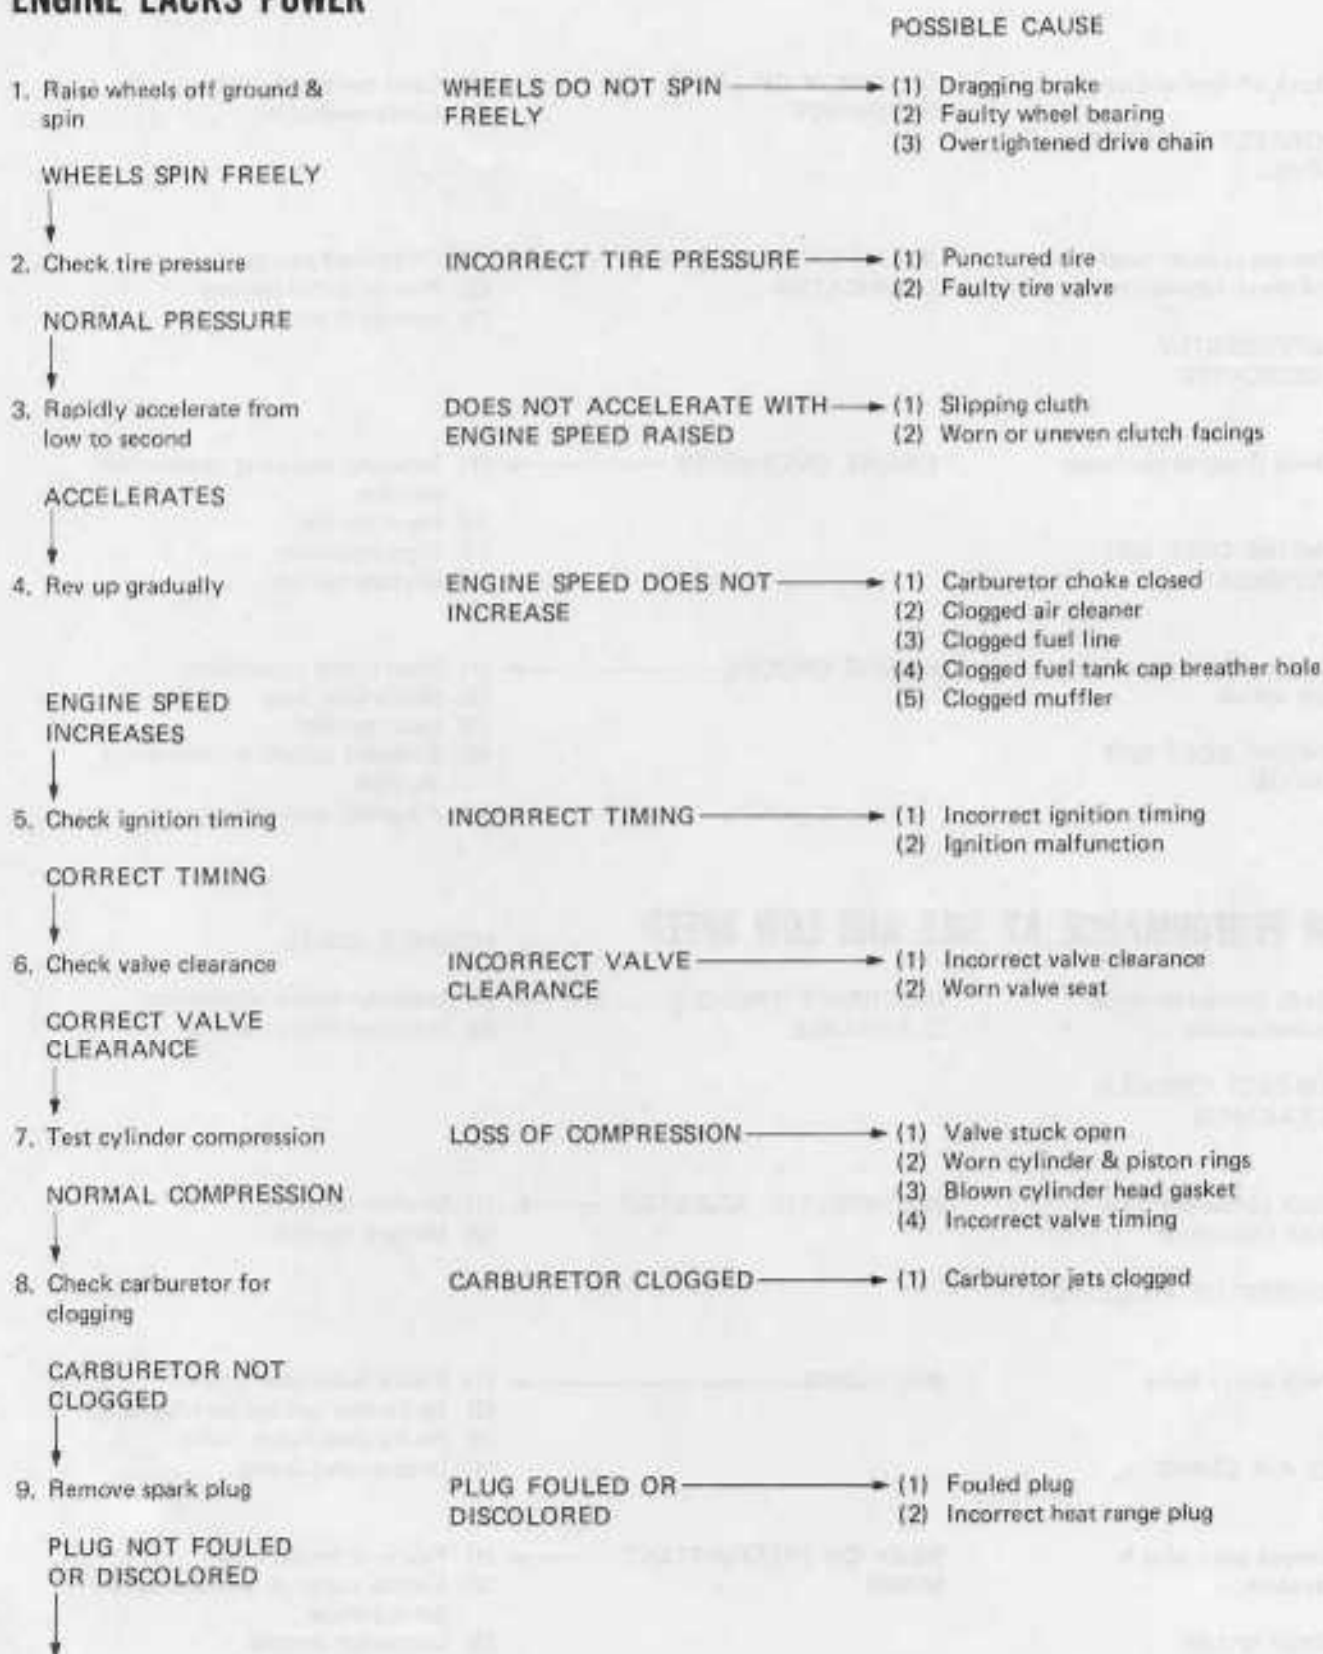 ENGINE LACKS POWER
POSSIBLE CAUSE
1. Raise wheels off ground &
spin
WHEELS DO NOT SPIN
FREELY
(1) Dragging brake
(2) Faulty wheel bearing
(3) Overtightened drive chain
WHEELS SPIN FREELY
2. Check tire pressure
INCORRECT TIRE PRESSURE
(1) Punctured tire
(2) Faulty tire valve
NORMAL PRESSURE
3. Rapidly accelerate from
low to second
DOES NOT ACCELERATE WITH
ENGINE SPEED RAISED
(1) Slipping cluth
(2) Worn or uneven clutch facings
ACCELERATES
4. Rev up gradually
ENGINE SPEED DOES NOT
INCREASE
(1) Carburetor choke closed
(2) Clogged air cleaner
(3) Clogged fuel line
(4) Clogged fuel tank cap breather hole
(5) Clogged muffler
ENGINE SPEED
INCREASES
5. Check ignition timing
INCORRECT TIMING
(1) Incorrect ignition timing
(2) Ignition malfunction
CORRECT TIMING
6. Check valve clearance
INCORRECT VALVE
CLEARANCE
(1) Incorrect valve clearance
(2) Worn valve seat
CORRECT VALVE
CLEARANCE
7. Test cylinder compression
LOSS OF COMPRESSION
(1) Valve stuck open
(2) Worn cylinder & piston rings
(3) Blown cylinder head gasket
(4) Incorrect valve timing
NORMAL COMPRESSION
8. Check carburetor for
clogging
CARBURETOR CLOGGED
(1) Carburetor jets clogged
CARBURETOR NOT
CLOGGED
9. Remove spark plug
PLUG FOULED OR
DISCOLORED
(1) Fouled plug
(2) Incorrect heat range plug
PLUG NOT FOULED
OR DISCOLORED